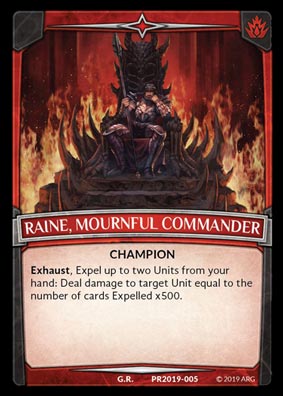 RAINE, MOURNFUL COMMANDER
CHAMPION
Exhaust, Expel up to two Units from your
hand: Deal damage to target Unit equal to the
number of cards Expelled x500.
G.R. PR2019-005 © 2019 ARG